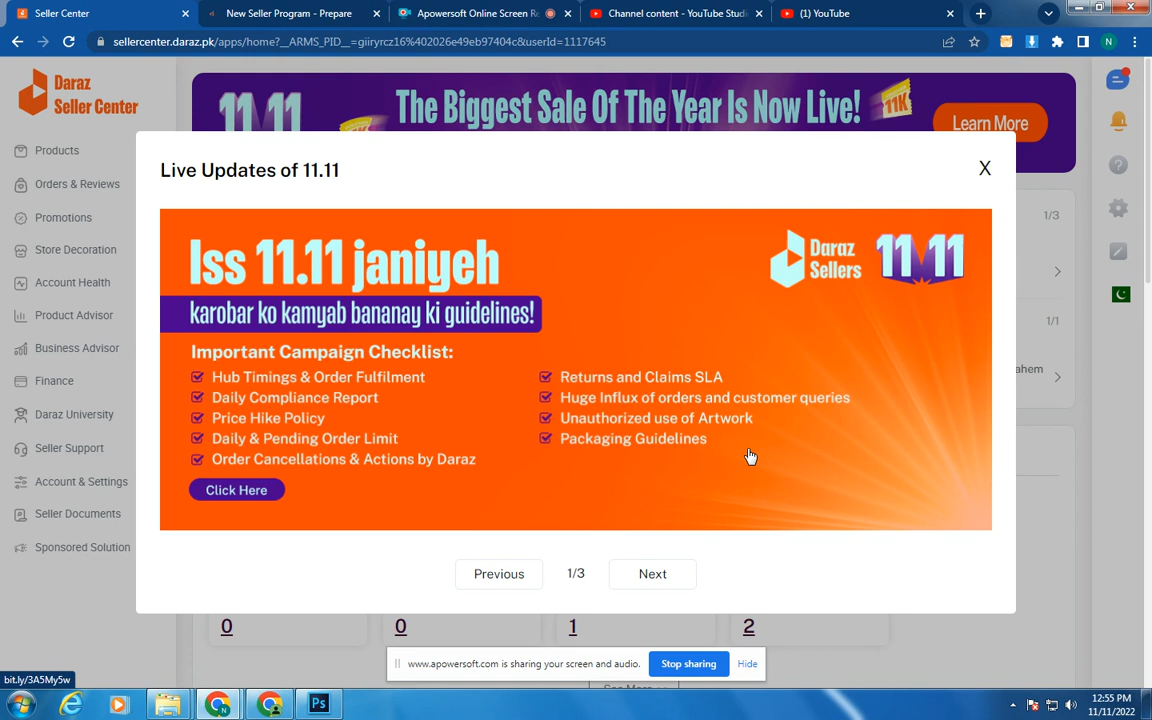 Seller Center
New Seller Program - Prepare
Apowersoft Online Screen Re
Channel content - YouTube Studi
(1) YouTube
sellercenter.daraz.pk/apps/home?__ARMS_PID__=giiryrcz16%402026e49eb97404c&userId=1117645
N
Daraz
Seller Center
11.11
The Biggest Sale Of The Year Is Now Live!
11K
Learn More
Products
Orders & Reviews
Promotions
Store Decoration
Account Health
Product Advisor
Business Advisor
Finance
Daraz University
Seller Support
Account & Settings
Seller Documents
Sponsored Solution
1/3
1/1
Live Updates of 11.11
X
Iss 11.11 janiyeh
karobar ko kamyab bananay ki guidelines!
Daraz
Sellers
11.11
Important Campaign Checklist:
Hub Timings & Order Fulfilment
Daily Compliance Report
Price Hike Policy
Daily & Pending Order Limit
Order Cancellations & Actions by Daraz
Returns and Claims SLA
Huge Influx of orders and customer queries
Unauthorized use of Artwork
Packaging Guidelines
Click Here
Previous
1/3
Next
0
0
1
2
www.apowersoft.com is sharing your screen and audio.
Stop sharing
Hide
bit.ly/3A5My5w
Ps
12:55 PM
11/11/2022